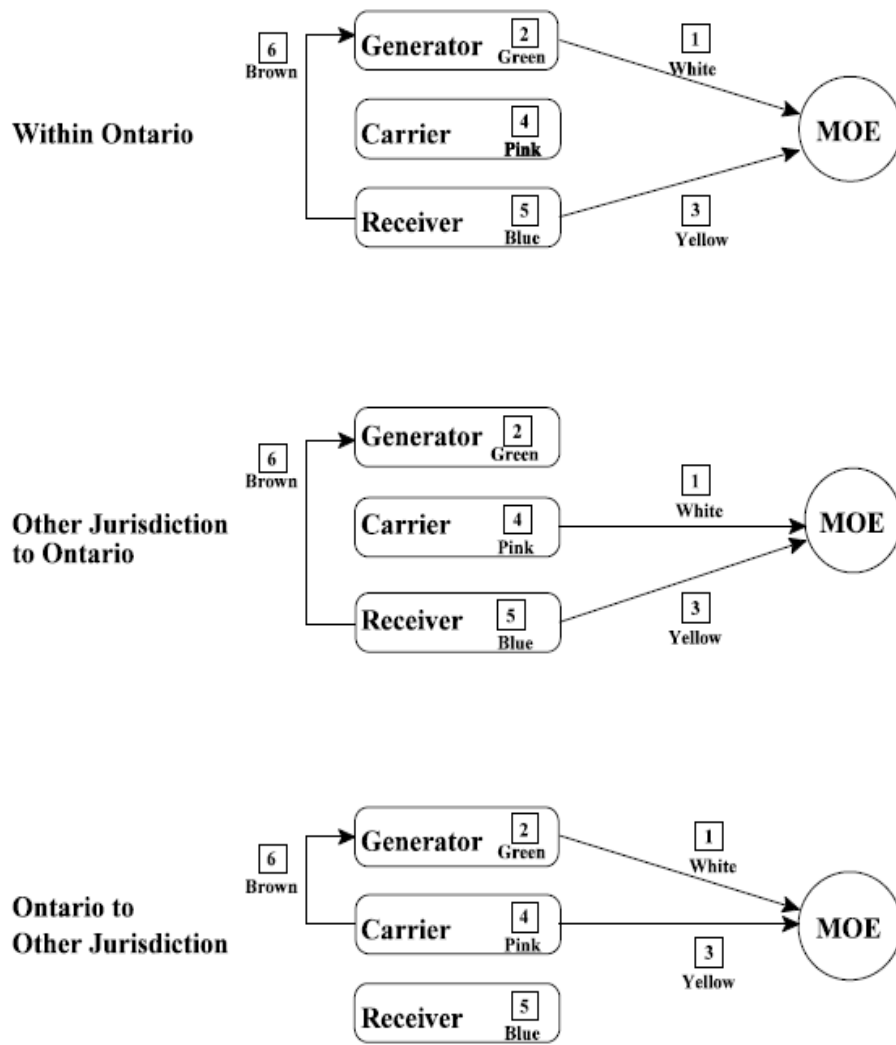 6
Brown
Generator
2
Green
1
White
Within Ontario
Carrier
4
Pink
MOE
Receiver
5
Blue
3
Yellow
6
Brown
Generator
2
Green
Other Jurisdiction
to Ontario
Carrier
4
Pink
1
White
MOE
Receiver
5
Blue
3
Yellow
6
Brown
Generator
2
Green
1
White
Ontario to
Other Jurisdiction
Carrier
4
Pink
3
Yellow
MOE
Receiver
5
Blue